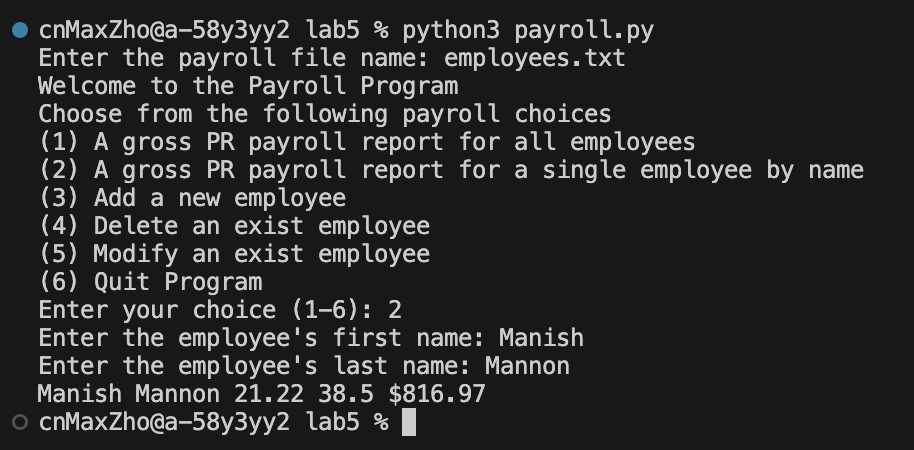 cnMaxZho@a-58y3yy2 lab5 % python3 payroll.py
Enter the payroll file name: employees.txt
Welcome to the Payroll Program
Choose from the following payroll choices
(1) A gross PR payroll report for all employees
(2) A gross PR payroll report for a single employee by name
(3) Add a new employee
(4) Delete an exist employee
(5) Modify an exist employee
(6) Quit Program
Enter your choice (1-6): 2
Enter the employee's first name: Manish
Enter the employee's last name: Mannon
Manish Mannon 21.22 38.5 $816.97
cnMaxZho@a-58y3yy2 lab5 %